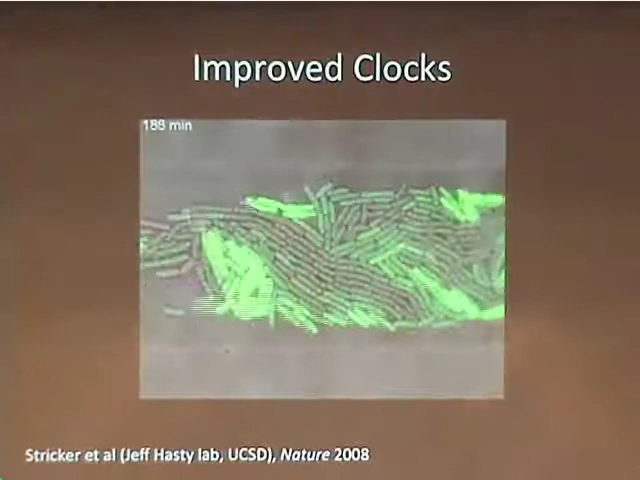 Improved Clocks
188 min
Stricker et al (Jeff Hasty lab, UCSD), Nature 2008